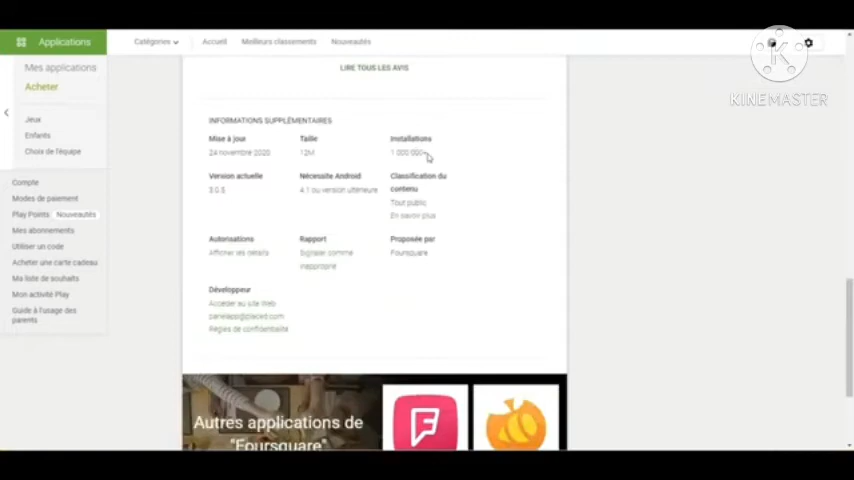 Applications
Catégories
Accueil
Meilleurs classements
Nouveautés
KINEMASTER
Mes applications
Acheter
Jeux
Enfants
Choix de l'équipe
Compte
Modes de paiement
Play Points Nouveautés
Mes abonnements
Utiliser un code
Acheter une carte cadeau
Ma liste de souhaits
Mon activité Play
Guide à l'usage des
parents
LIRE TOUS LES AVIS
INFORMATIONS SUPPLÉMENTAIRES
Mise à jour
24 novembre 2020
Taille
12M
Installations
1 000 000+
Version actuelle
Nécessite Android
4.1 ou version ultérieure
Classification du
contenu
Tout public
En savoir plus
Autorisations
Afficher les détails
Rapport
Signaler comme
inapproprié
Proposée par
Foursquare
Développeur
Accéder au site Web
Règles de confidentialité
Autres applications de
"Foursquare"